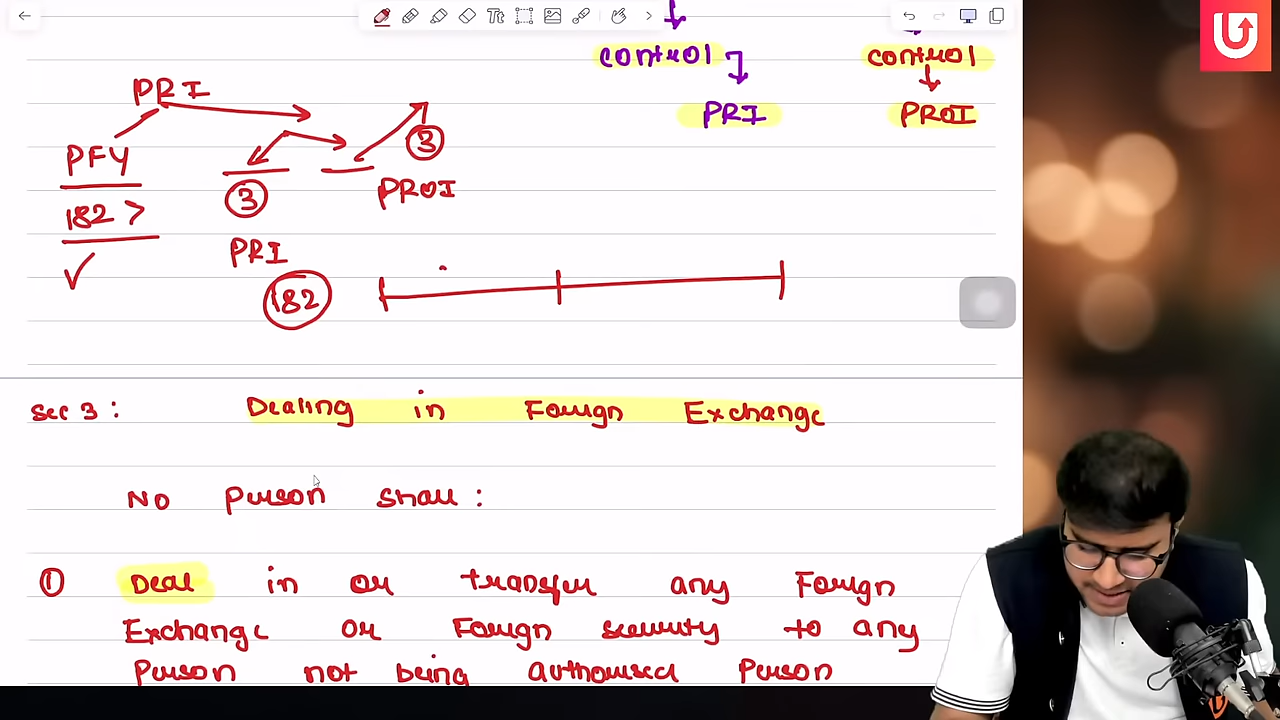 Tt
control
control
PRI
PROI
PRI
PFY
182 >
3
3
PROI
PRI
182
Sec 3 : Dealing in Foreign Exchange
No Person shall :
1 Deal in or transfer any Foreign
Exchange or Foreign security to any
Person not being authorised Person